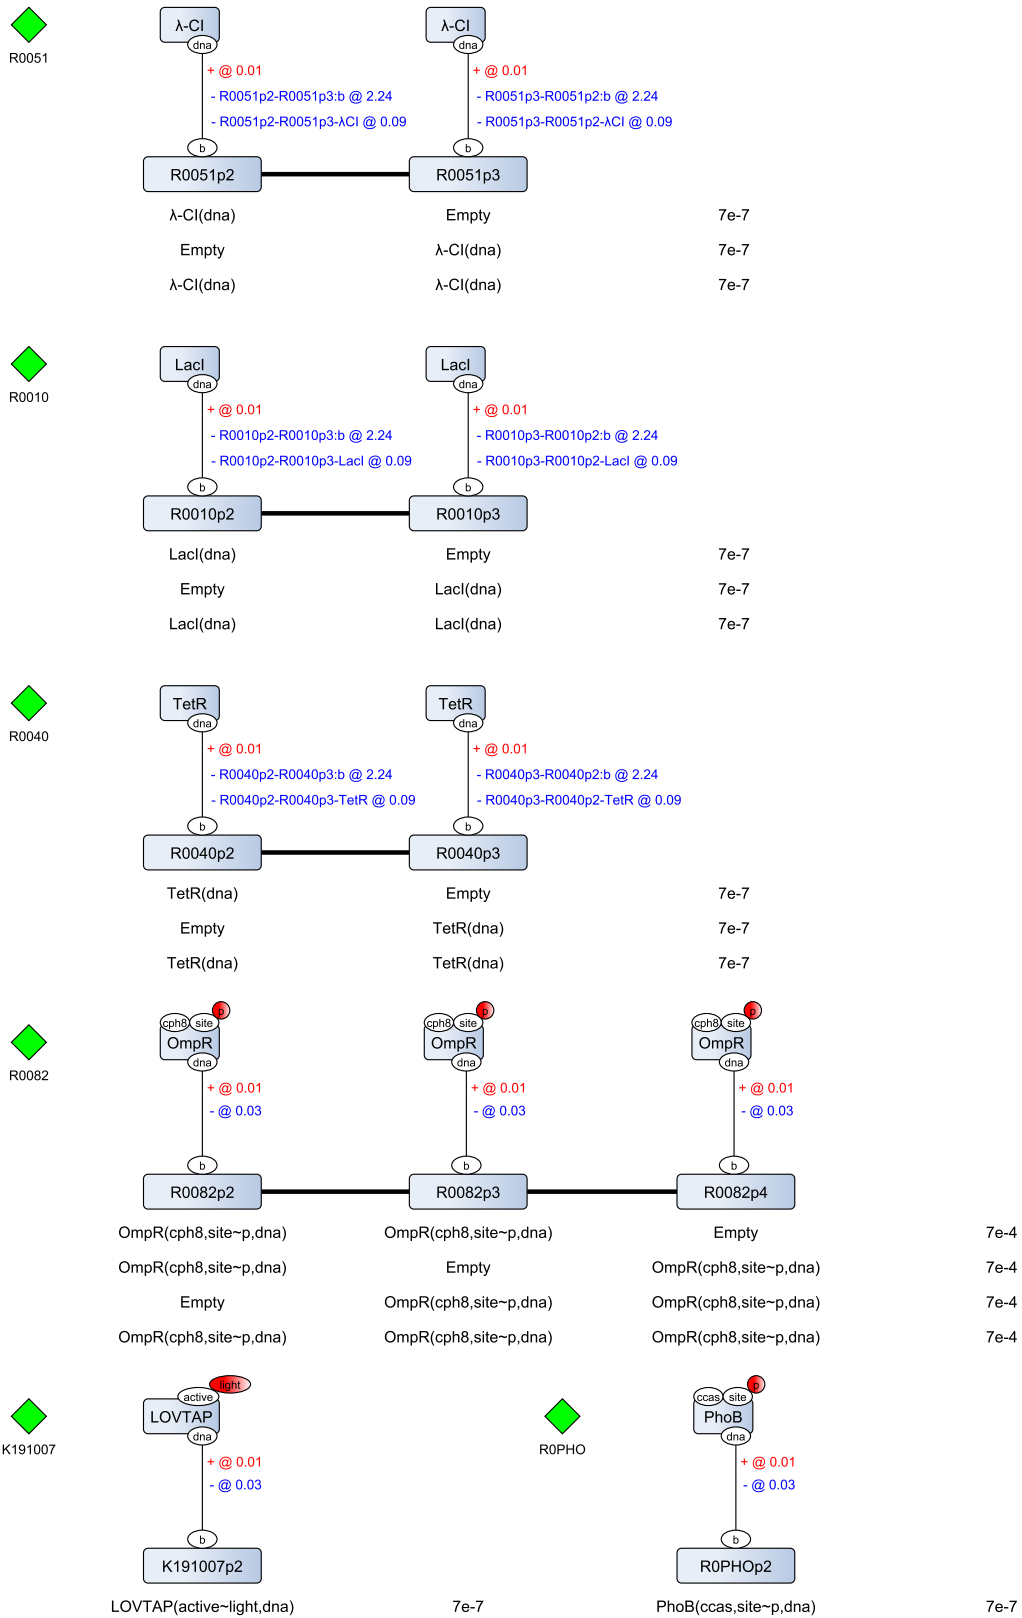 λ-CI λ-CI
dna dna
R0051
+ @ 0.01 + @ 0.01
- R0051p2-R0051p3:b @ 2.24 - R0051p3-R0051p2:b @ 2.24
- R0051p2-R0051p3-λCI @ 0.09 - R0051p3-R0051p2-λCI @ 0.09
b b
R0051p2 R0051p3
λ-CI(dna) Empty 7e-7
Empty λ-CI(dna) 7e-7
λ-CI(dna) λ-CI(dna) 7e-7
LacI LacI
dna dna
R0010
+ @ 0.01 + @ 0.01
- R0010p2-R0010p3:b @ 2.24 - R0010p3-R0010p2:b @ 2.24
- R0010p2-R0010p3-LacI @ 0.09 - R0010p3-R0010p2-LacI @ 0.09
b b
R0010p2 R0010p3
LacI(dna) Empty 7e-7
Empty LacI(dna) 7e-7
LacI(dna) LacI(dna) 7e-7
TetR TetR
dna dna
R0040
+ @ 0.01 + @ 0.01
- R0040p2-R0040p3:b @ 2.24 - R0040p3-R0040p2:b @ 2.24
- R0040p2-R0040p3-TetR @ 0.09 - R0040p3-R0040p2-TetR @ 0.09
b b
R0040p2 R0040p3
TetR(dna) Empty 7e-7
Empty TetR(dna) 7e-7
TetR(dna) TetR(dna) 7e-7
p p p
cph8 site cph8 site cph8 site
OmpR OmpR OmpR
dna dna dna
R0082
+ @ 0.01 + @ 0.01 + @ 0.01
- @ 0.03 - @ 0.03 - @ 0.03
b b b
R0082p2 R0082p3 R0082p4
OmpR(cph8,site~p,dna) OmpR(cph8,site~p,dna) Empty 7e-4
OmpR(cph8,site~p,dna) Empty OmpR(cph8,site~p,dna) 7e-4
Empty OmpR(cph8,site~p,dna) OmpR(cph8,site~p,dna) 7e-4
OmpR(cph8,site~p,dna) OmpR(cph8,site~p,dna) OmpR(cph8,site~p,dna) 7e-4
light p
active ccas site
LOVTAP PhoB
dna dna
K191007 R0PHO
+ @ 0.01 + @ 0.01
- @ 0.03 - @ 0.03
b b
K191007p2 R0PHOp2
LOVTAP(active~light,dna) 7e-7 PhoB(ccas,site~p,dna) 7e-7